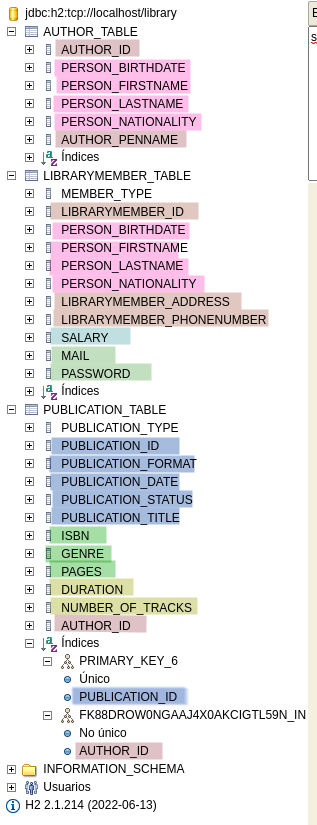 jdbc:h2:tcp://localhost/library
AUTHOR_TABLE
AUTHOR_ID
PERSON_BIRTHDATE
PERSON_FIRSTNAME
PERSON_LASTNAME
PERSON_NATIONALITY
AUTHOR_PENNAME
Índices
LIBRARYMEMBER_TABLE
MEMBER_TYPE
LIBRARYMEMBER_ID
PERSON_BIRTHDATE
PERSON_FIRSTNAME
PERSON_LASTNAME
PERSON_NATIONALITY
LIBRARYMEMBER_ADDRESS
LIBRARYMEMBER_PHONENUMBER
SALARY
MAIL
PASSWORD
Índices
PUBLICATION_TABLE
PUBLICATION_TYPE
PUBLICATION_ID
PUBLICATION_FORMAT
PUBLICATION_DATE
PUBLICATION_STATUS
PUBLICATION_TITLE
ISBN
GENRE
PAGES
DURATION
NUMBER_OF_TRACKS
AUTHOR_ID
Índices
PRIMARY_KEY_6
Único
PUBLICATION_ID
FK88DROW0NGAAJ4X0AKCIGTL59N_IN
No único
AUTHOR_ID
INFORMATION_SCHEMA
Usuarios
H2 2.1.214 (2022-06-13)